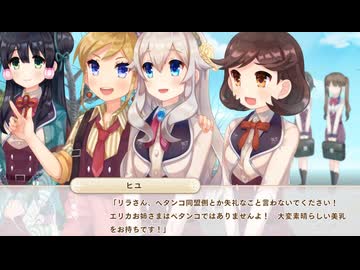 ヒユ
「リラさん、ペタンコ同盟側とか失礼なこと言わないでください！
エリカお姉さまはペタンコではありませんよ！　大変素晴らしい美乳
をお持ちです！」